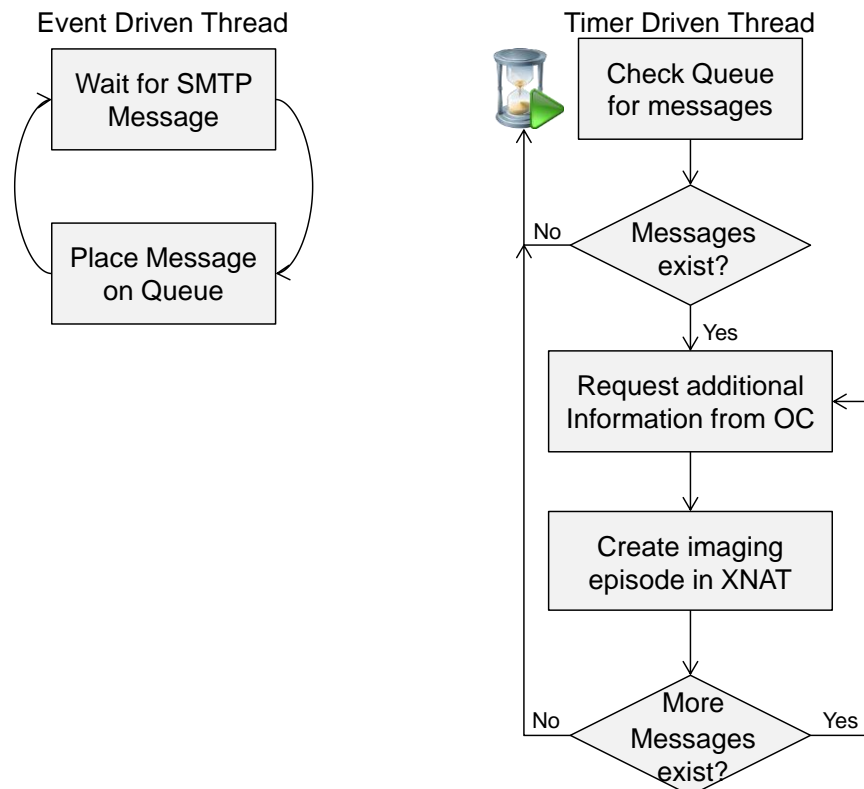 Event Driven Thread
Wait for SMTP
Message
Place Message
on Queue
Timer Driven Thread
Check Queue
for messages
Messages
exist?
No
Yes
Request additional
Information from OC
Create imaging
episode in XNAT
More
Messages
exist?
No
Yes